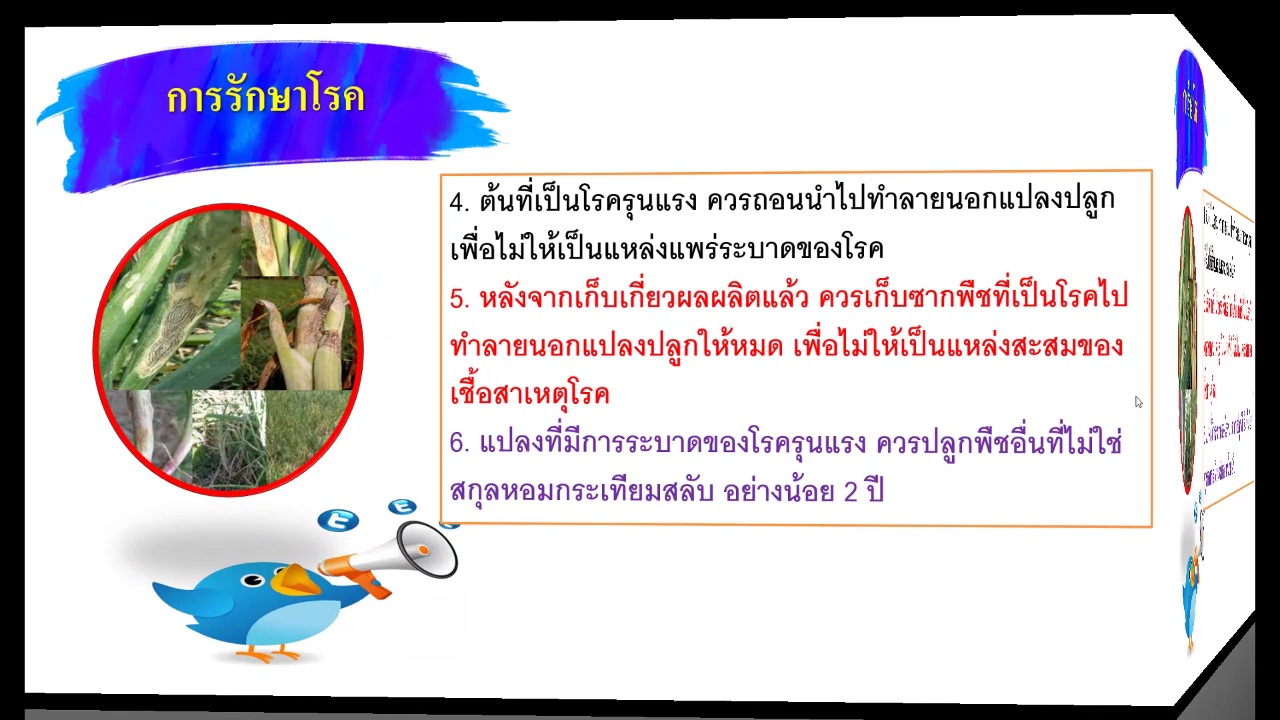 การรักษาโรค
4. ต้นที่เป็นโรครุนแรง ควรถอนนำไปทำลายนอกแปลงปลูก
เพื่อไม่ให้เป็นแหล่งแพร่ระบาดของโรค
5. หลังจากเก็บเกี่ยวผลผลิตแล้ว ควรเก็บซากพืชที่เป็นโรคไป
ทำลายนอกแปลงปลูกให้หมด เพื่อไม่ให้เป็นแหล่งสะสมของ
เชื้อสาเหตุโรค
6. แปลงที่มีการระบาดของโรครุนแรง ควรปลูกพืชอื่นที่ไม่ใช่
สกุลหอมกระเทียมสลับ อย่างน้อย 2 ปี